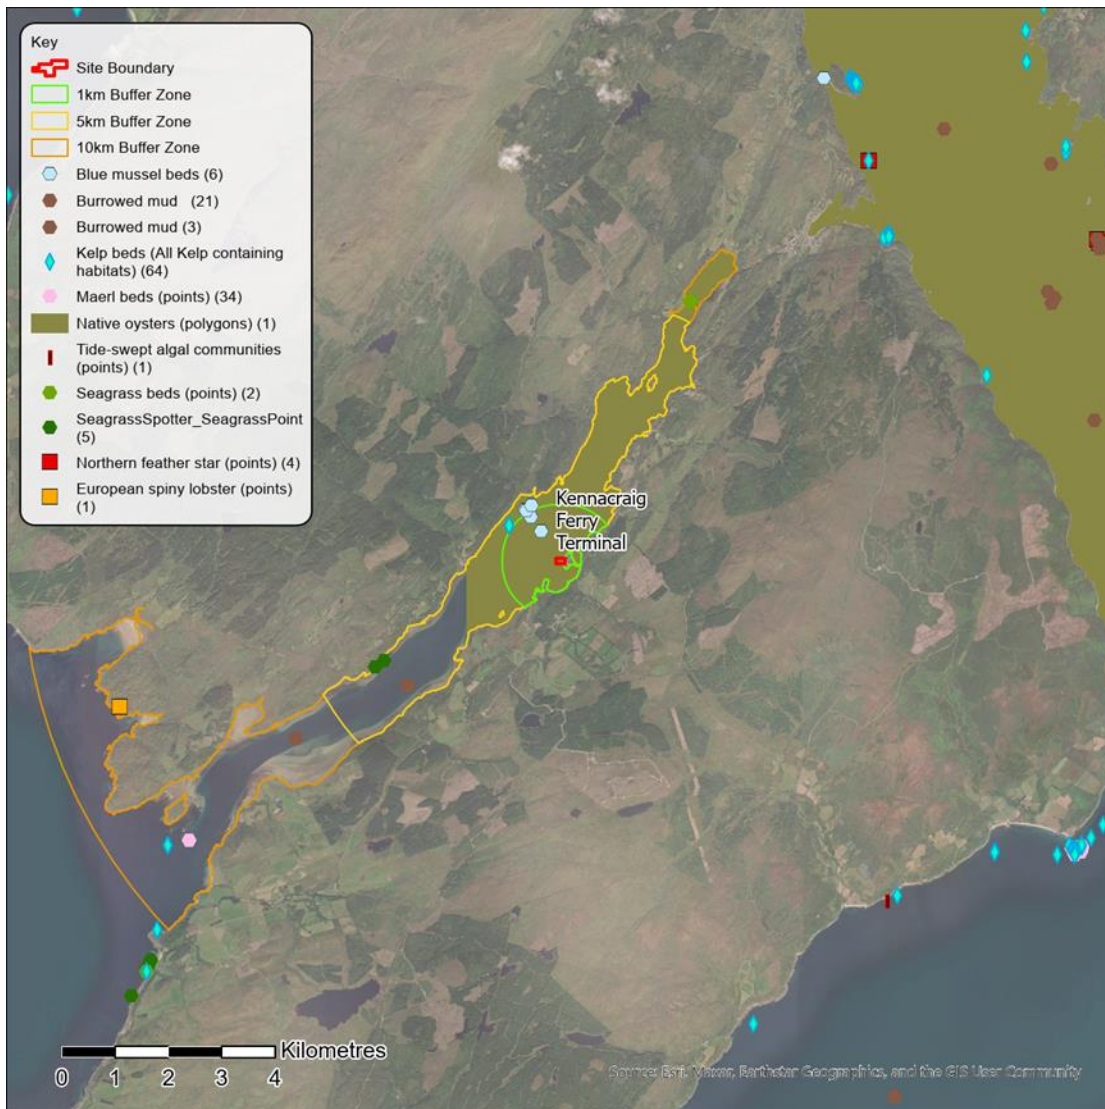 Key
Site Boundary
1km Buffer Zone
5km Buffer Zone
10km Buffer Zone
Blue mussel beds (6)
Burrowed mud (21)
Burrowed mud (3)
Kelp beds (All Kelp containing
habitats) (64)
Maerl beds (points) (34)
Native oysters (polygons) (1)
Tide-swept algal communities
(points) (1)
Seagrass beds (points) (2)
SeagrassSpotter_SeagrassPoint
(5)
Northern feather star (points) (4)
European spiny lobster (points)
(1)
Kennacraig
Ferry
Terminal
Kilometres
0 1 2 3 4
Source: Esri, Maxar, Earthstar Geographics, and the GIS User Community